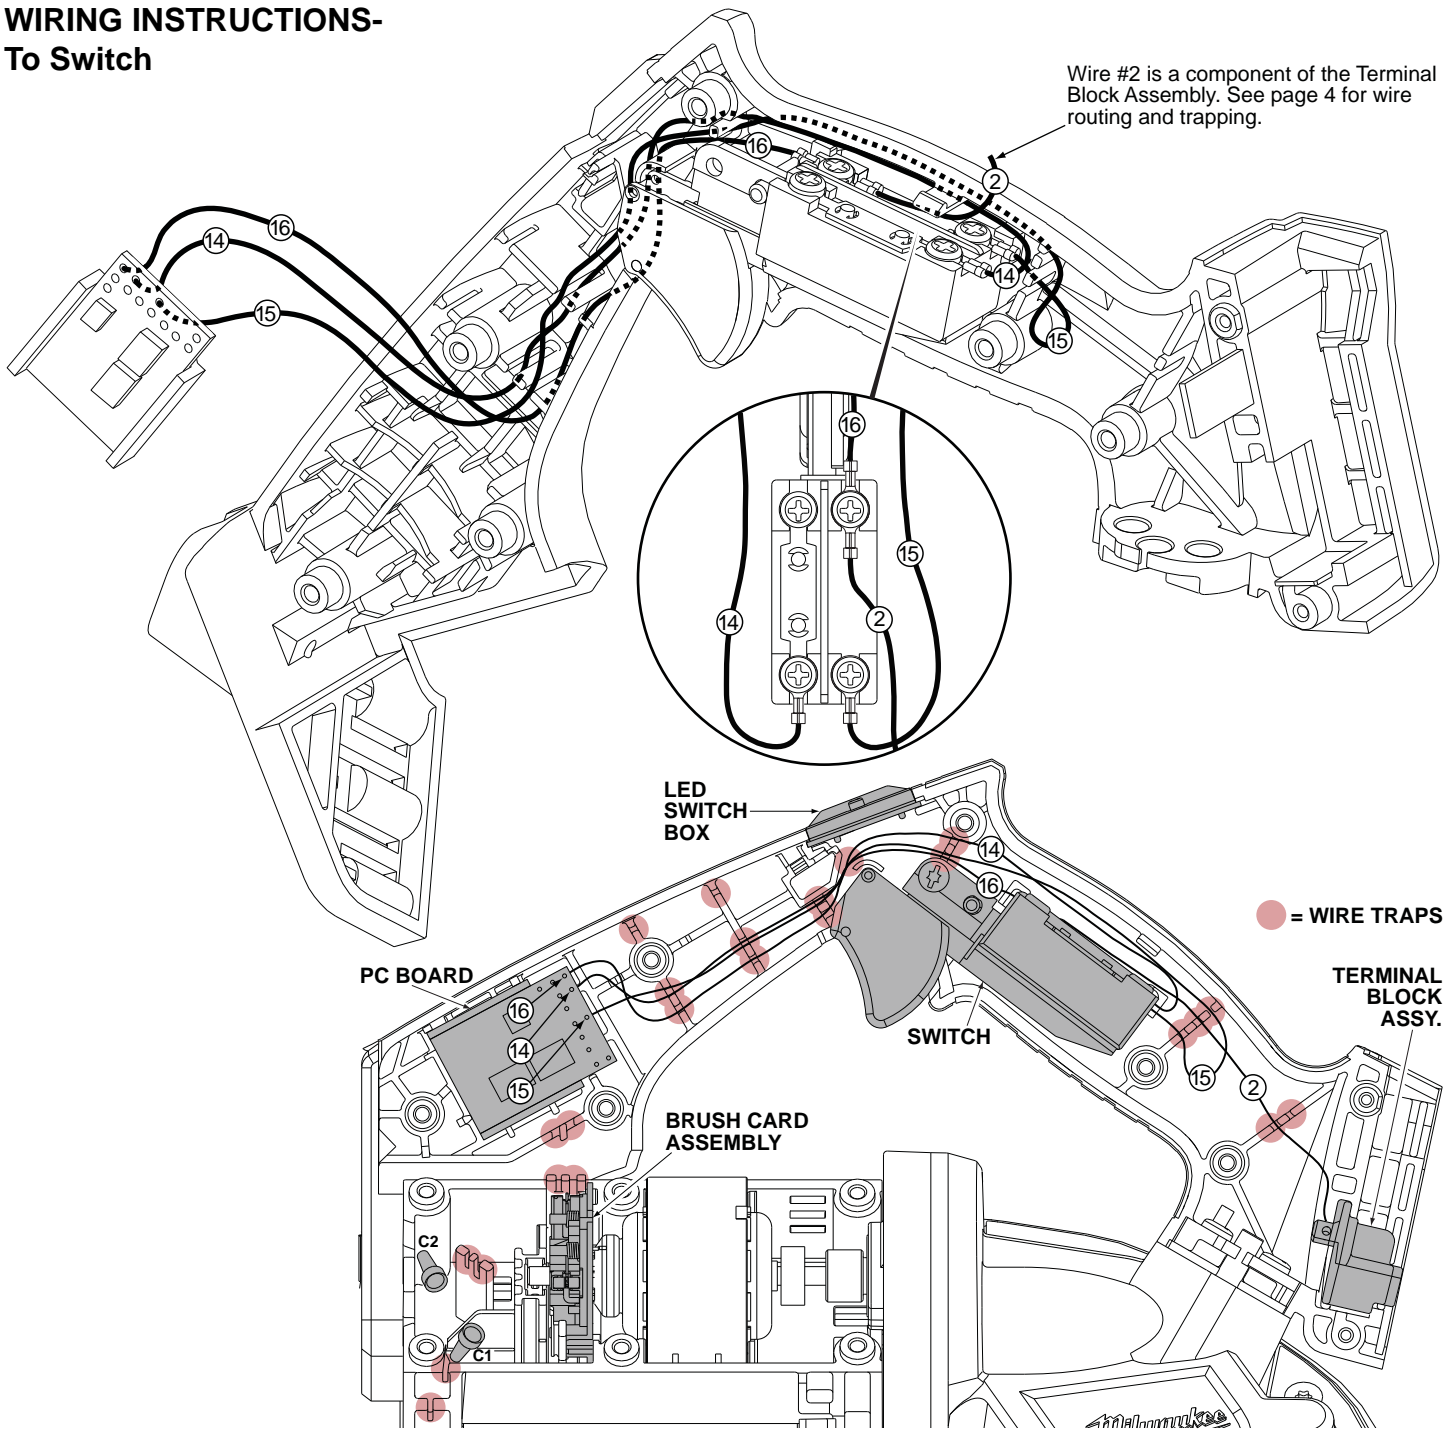 WIRING INSTRUCTIONS-
To Switch
Wire #2 is a component of the Terminal
Block Assembly. See page 4 for wire
routing and trapping.
16
2
16
14
15
14
15
16
15
14
2
LED
SWITCH
BOX
14
16
= WIRE TRAPS
PC BOARD
16
14
15
SWITCH
TERMINAL
BLOCK
ASSY.
15
2
BRUSH CARD
ASSEMBLY
C2
C1
Milwaukee